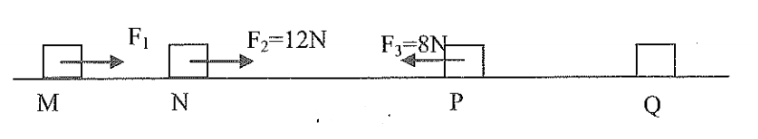 F₁ F₂=12N F₃=8N
M N P Q